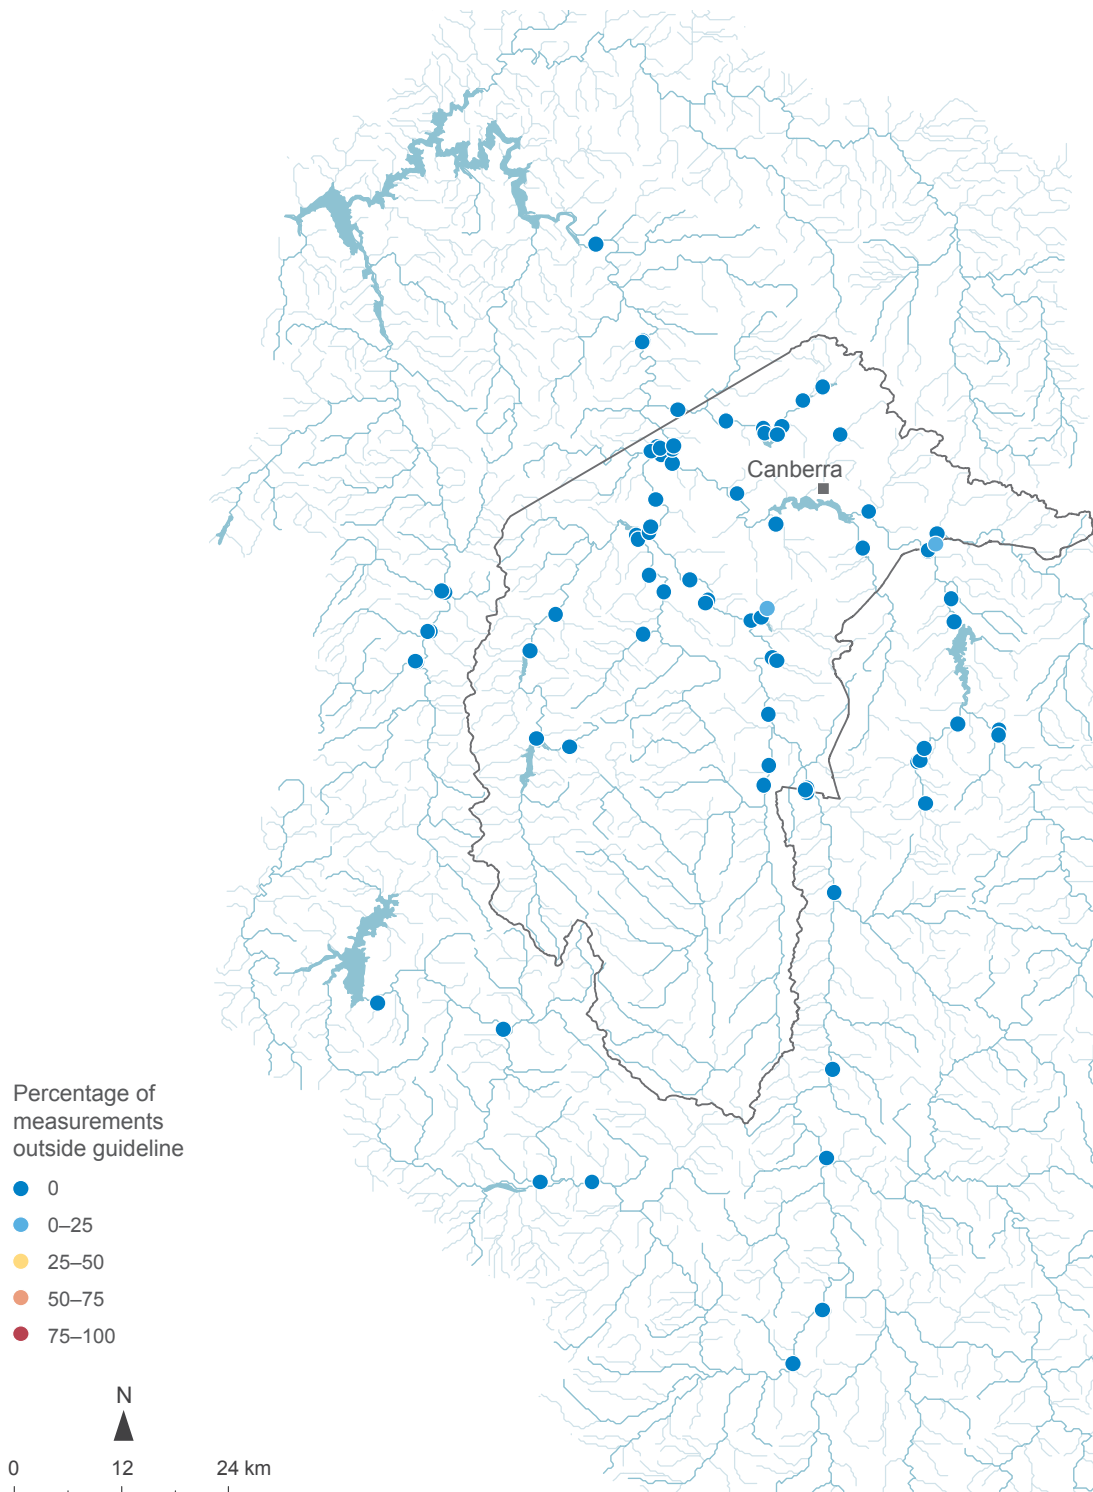 Canberra
Percentage of
measurements
outside guideline
0
0–25
25–50
50–75
75–100
N
0 12 24 km